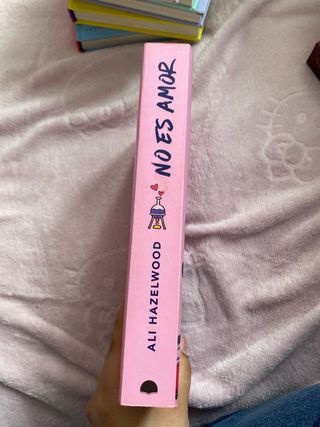 ALI HAZELWOOD
NO ES AMOR